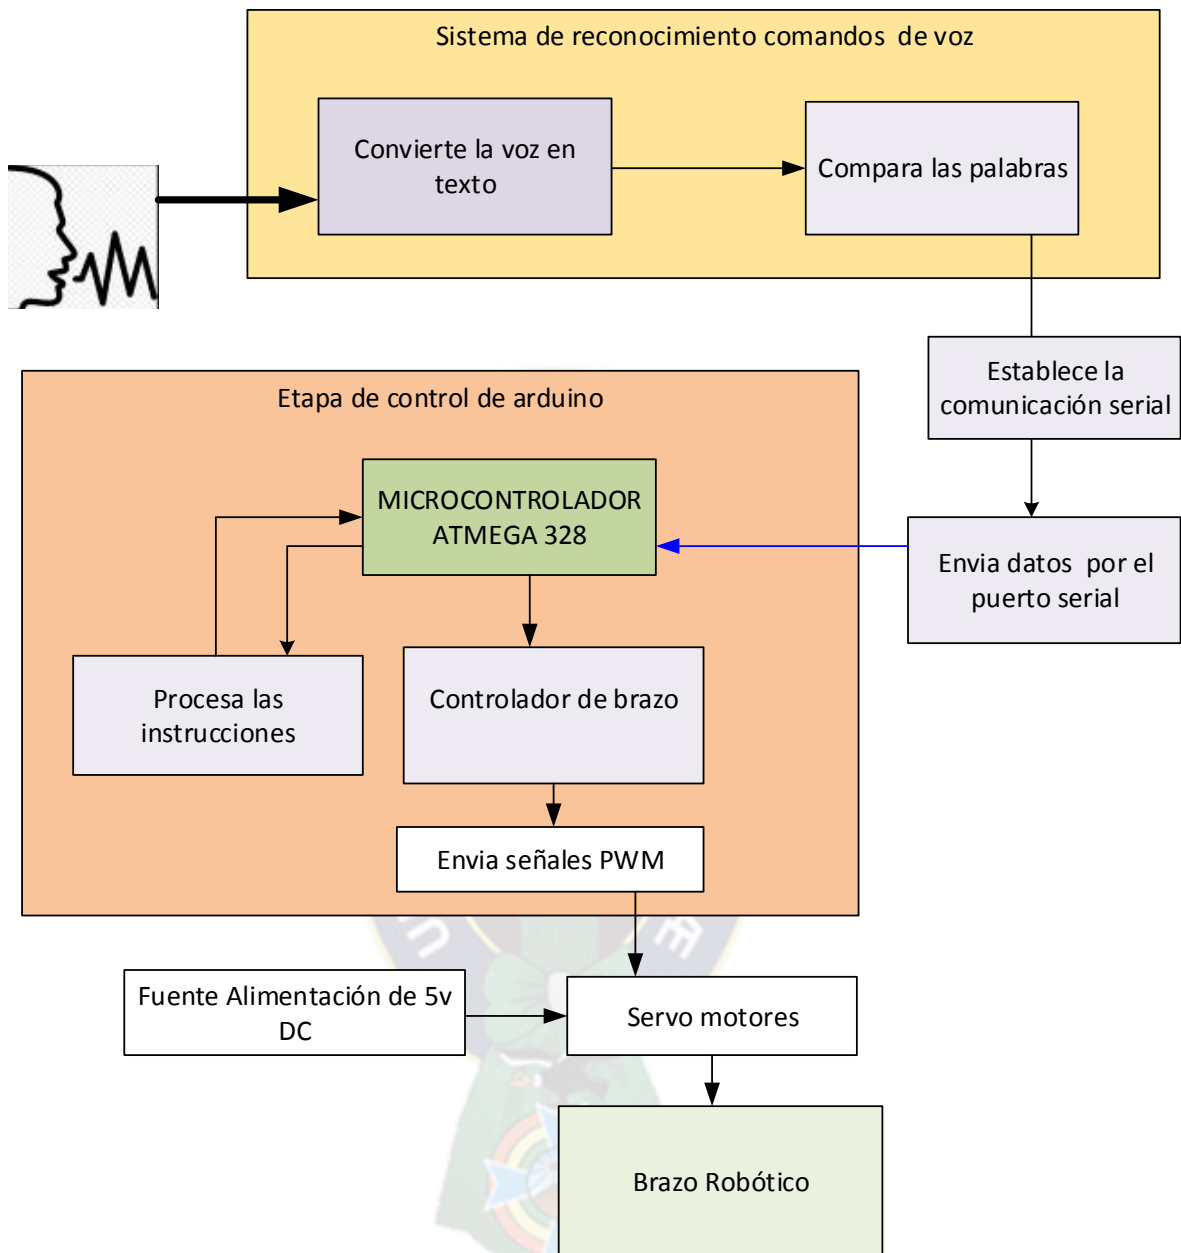 Sistema de reconocimiento comandos de voz
Convierte la voz en
texto
Compara las palabras
Establece la
comunicación serial
Envia datos por el
puerto serial
Etapa de control de arduino
MICROCONTROLADOR
ATMEGA 328
Procesa las
instrucciones
Controlador de brazo
Envia señales PWM
Fuente Alimentación de 5v
DC
Servo motores
Brazo Robótico